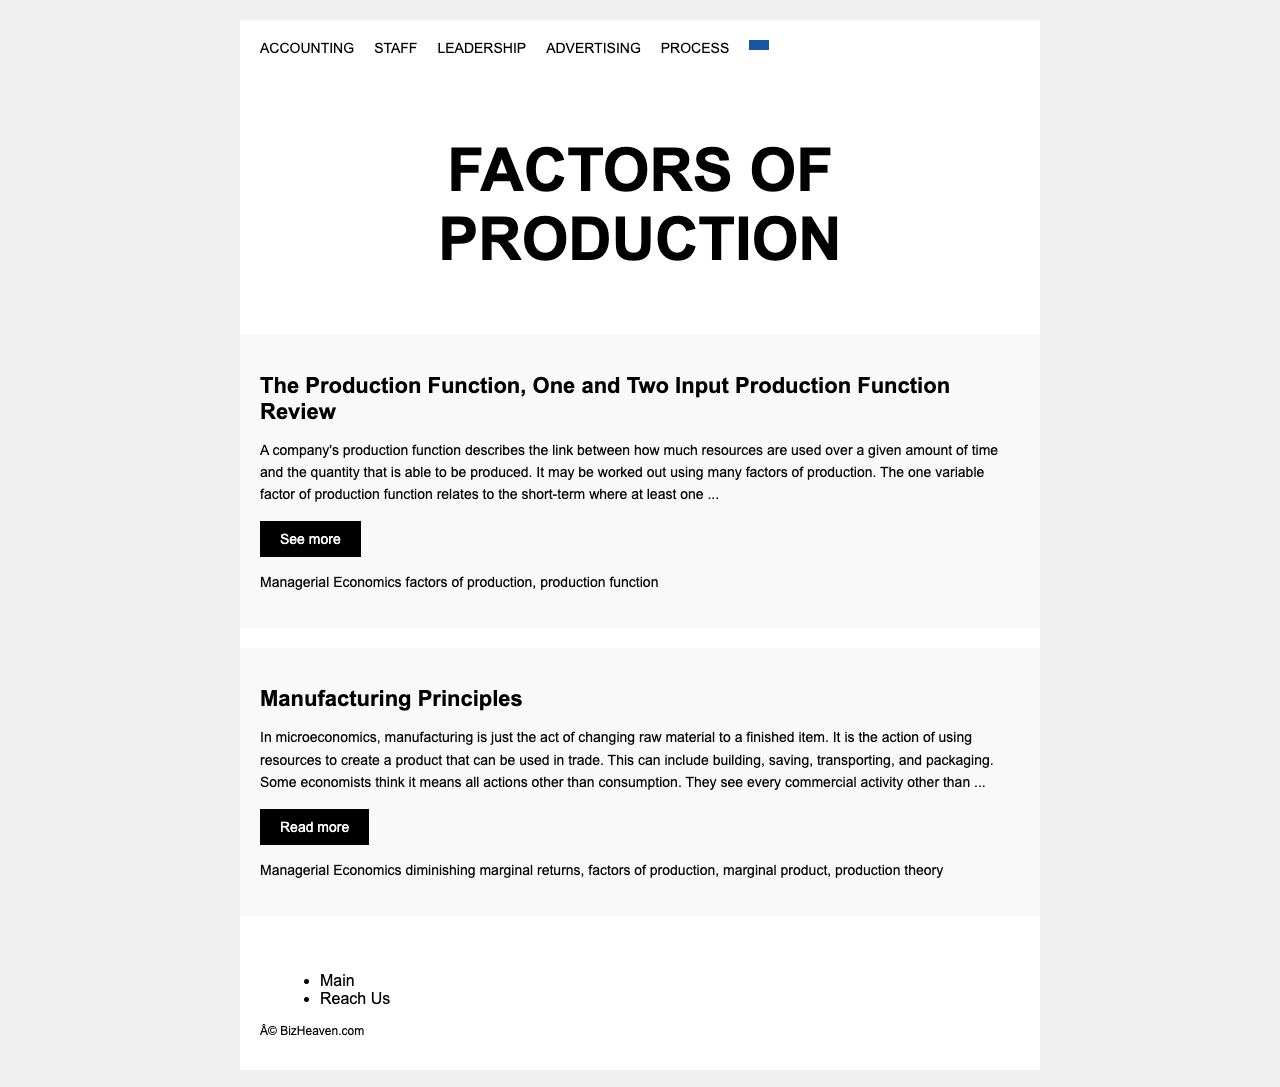 ACCOUNTING STAFF LEADERSHIP ADVERTISING PROCESS
FACTORS OF
PRODUCTION
The Production Function, One and Two Input Production Function
Review
A company's production function describes the link between how much resources are used over a given amount of time
and the quantity that is able to be produced. It may be worked out using many factors of production. The one variable
factor of production function relates to the short-term where at least one ...
See more
Managerial Economics factors of production, production function
Manufacturing Principles
In microeconomics, manufacturing is just the act of changing raw material to a finished item. It is the action of using
resources to create a product that can be used in trade. This can include building, saving, transporting, and packaging.
Some economists think it means all actions other than consumption. They see every commercial activity other than ...
Read more
Managerial Economics diminishing marginal returns, factors of production, marginal product, production theory
• Main
• Reach Us
Â© BizHeaven.com